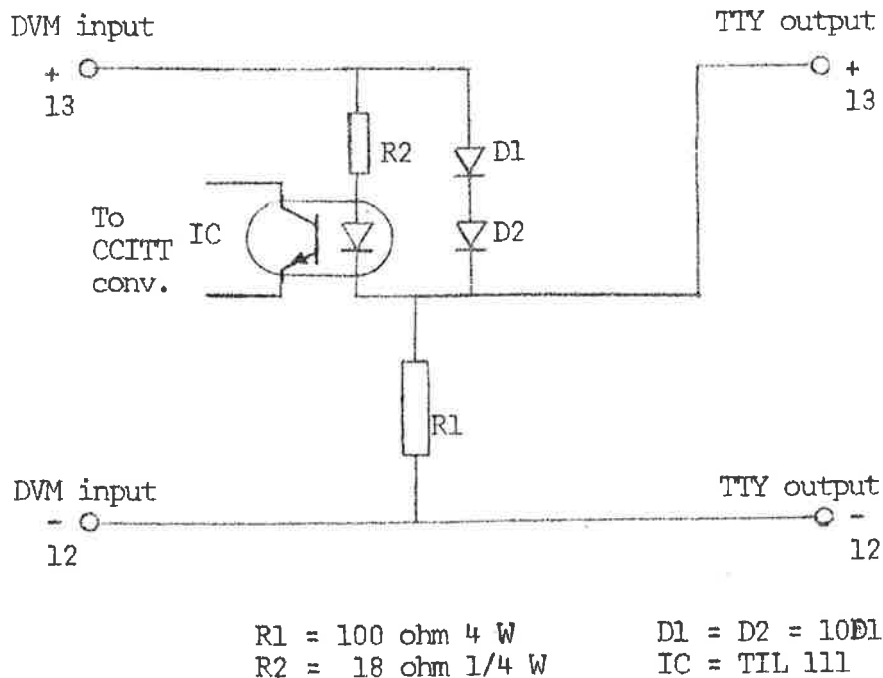 DVM input
TTY output
+
+
13
13
R2
D1
To
CCITT
conv.
IC
D2
R1
DVM input
TTY output
-
-
12
12
R1 = 100 ohm 4 W
D1 = D2 = 10D1
R2 = 18 ohm 1/4 W
IC = TIL 111